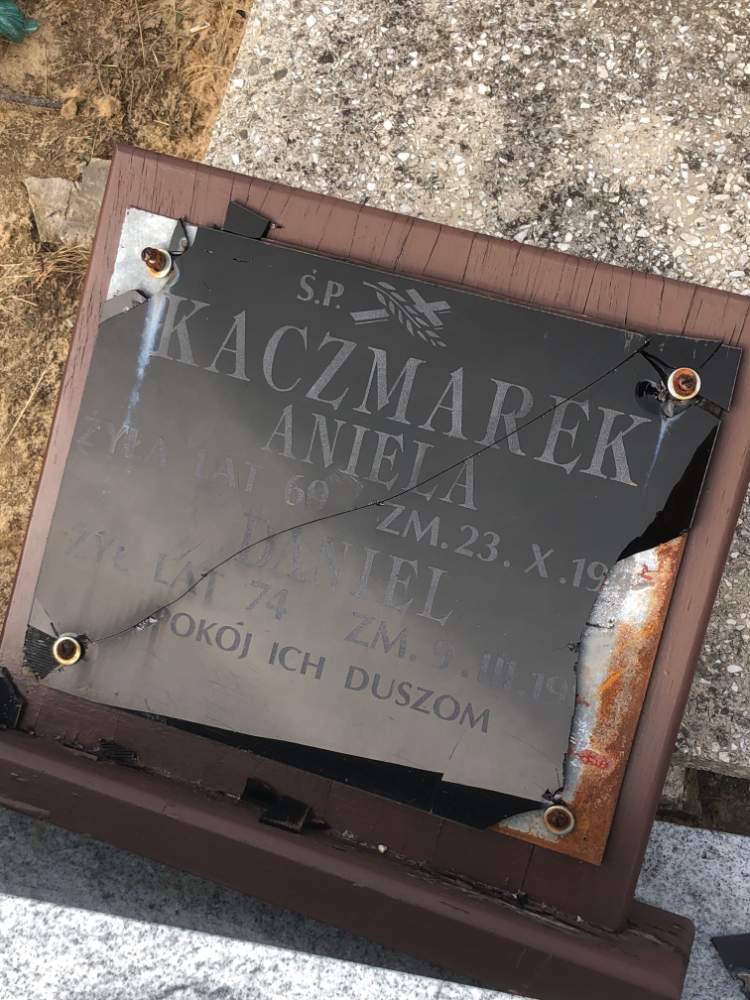 Ś.P.
KACZMAREK
ANIELA
ŻYŁA LAT 69 ZM. 23. X. 19
DANIEL
ŻYŁ LAT 74 ZM. 9. III. 19
POKÓJ ICH DUSZOM